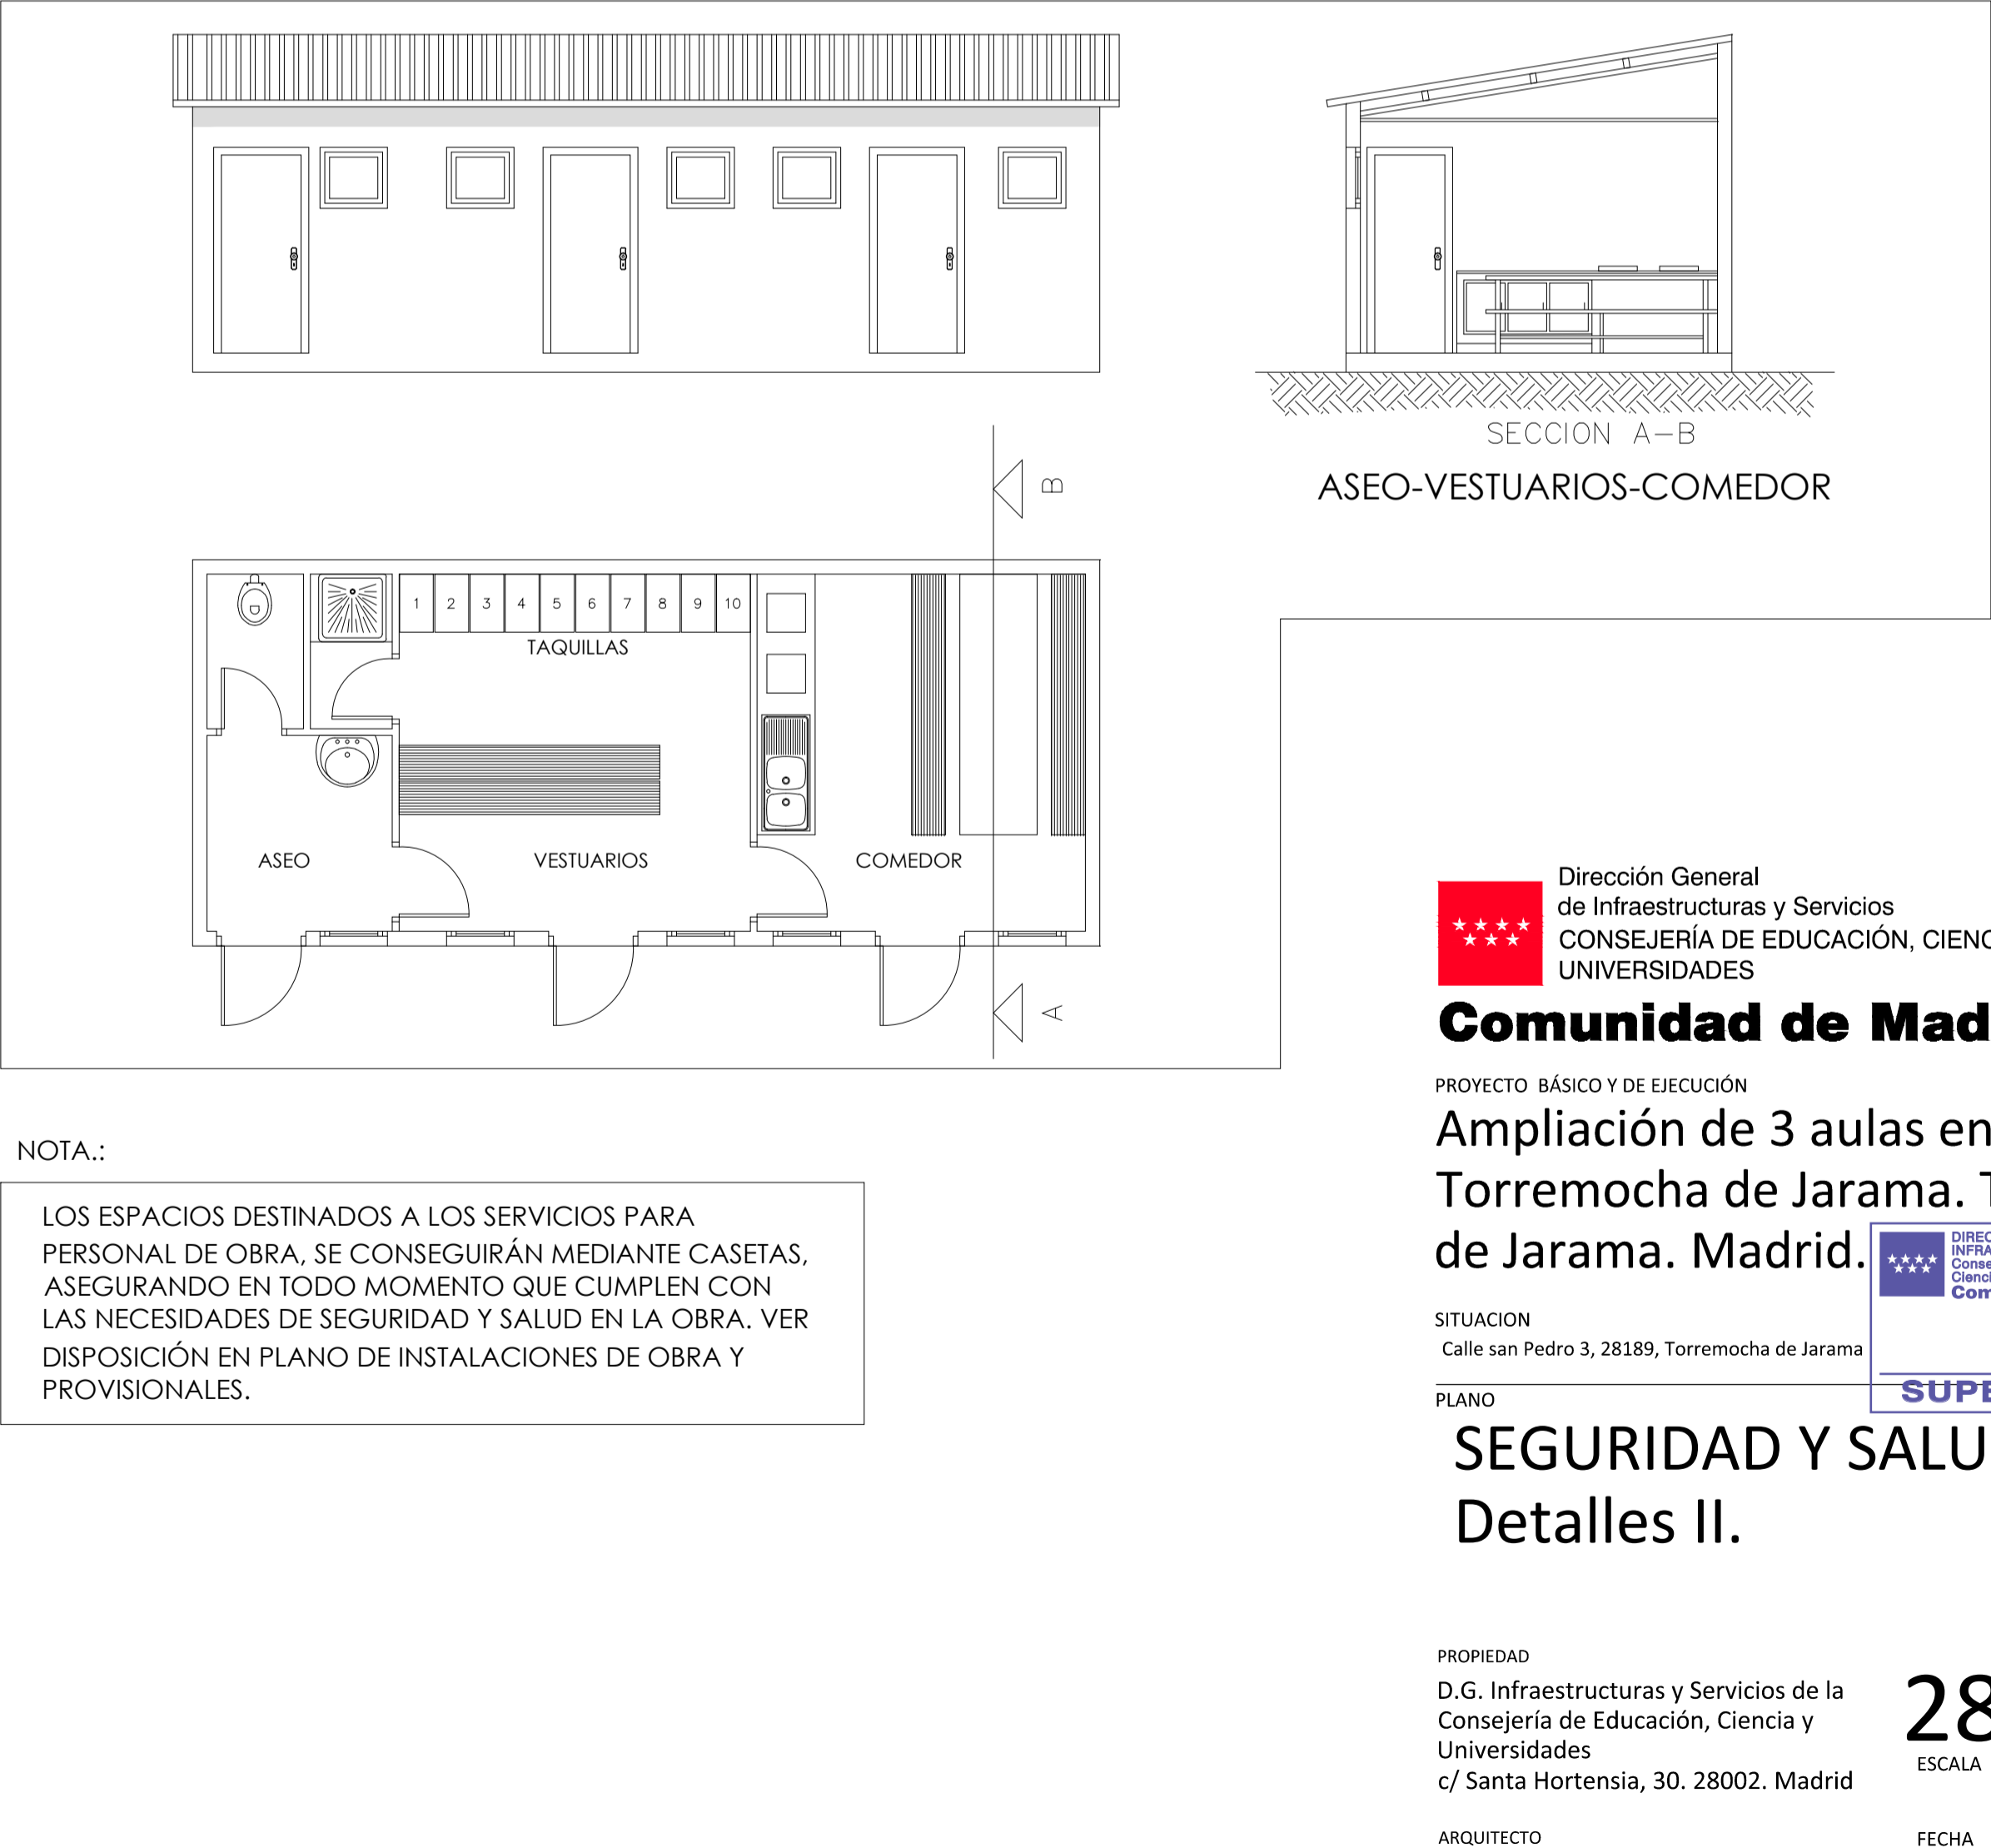 SECCION A-B
ASEO-VESTUARIOS-COMEDOR
B
1 2 3 4 5 6 7 8 9 10
TAQUILLAS
ASEO
VESTUARIOS
COMEDOR
A
NOTA.:
LOS ESPACIOS DESTINADOS A LOS SERVICIOS PARA
PERSONAL DE OBRA, SE CONSEGUIRÁN MEDIANTE CASETAS,
ASEGURANDO EN TODO MOMENTO QUE CUMPLEN CON
LAS NECESIDADES DE SEGURIDAD Y SALUD EN LA OBRA. VER
DISPOSICIÓN EN PLANO DE INSTALACIONES DE OBRA Y
PROVISIONALES.
Dirección General
de Infraestructuras y Servicios
CONSEJERÍA DE EDUCACIÓN, CIENC
UNIVERSIDADES
Comunidad de Mad
PROYECTO BÁSICO Y DE EJECUCIÓN
Ampliación de 3 aulas en
Torremocha de Jarama. T
de Jarama. Madrid.
DIREC
INFRA
Conse
Cienci
Com
SITUACION
Calle san Pedro 3, 28189, Torremocha de Jarama
SUPE
PLANO
SEGURIDAD Y SALU
Detalles II.
PROPIEDAD
D.G. Infraestructuras y Servicios de la
Consejería de Educación, Ciencia y
Universidades
c/ Santa Hortensia, 30. 28002. Madrid
28
ESCALA
ARQUITECTO
FECHA